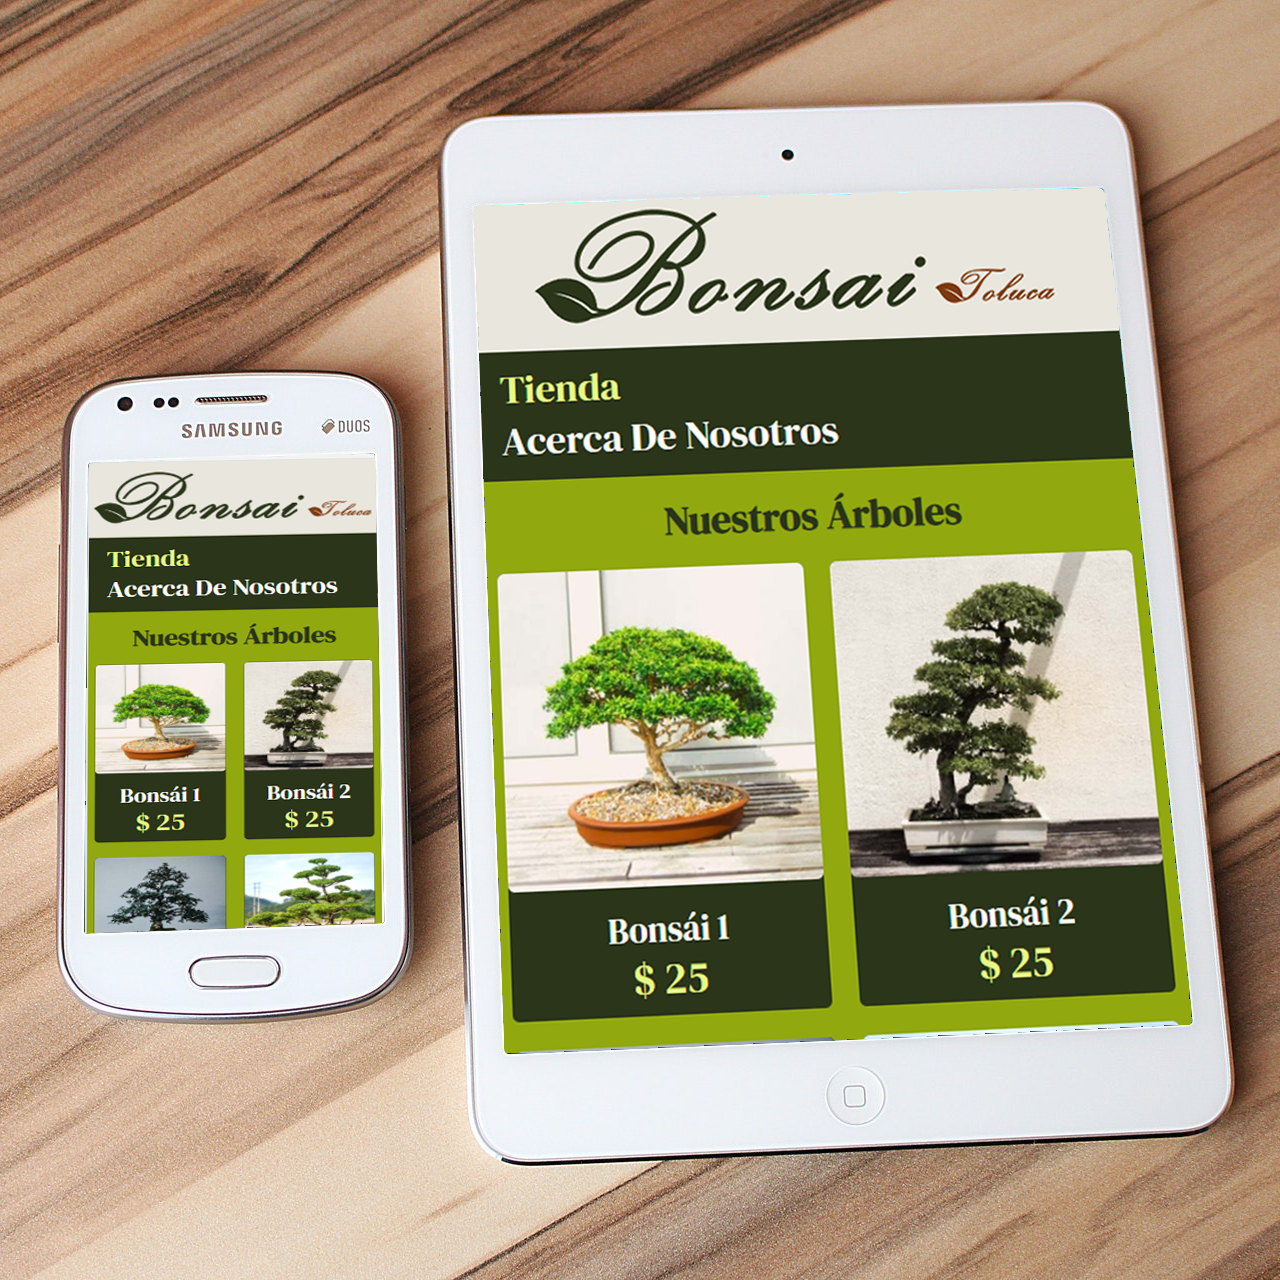 SAMSUNG
DUOS
Bonsai Toluca
Tienda
Acerca De Nosotros
Nuestros Árboles
Bonsái 1
$ 25
Bonsái 2
$ 25
Bonsai Toluca
Tienda
Acerca De Nosotros
Nuestros Árboles
Bonsái 1
$ 25
Bonsái 2
$ 25